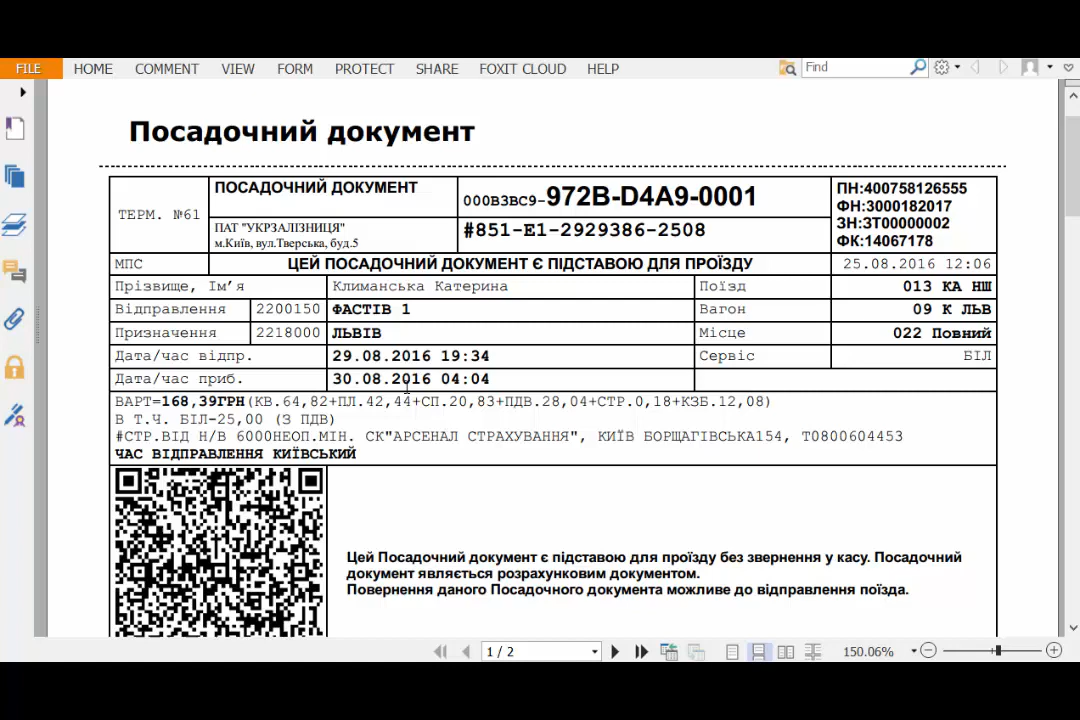 FILE HOME COMMENT VIEW FORM PROTECT SHARE FOXIT CLOUD HELP Find
Посадочний документ
ПОСАДОЧНИЙ ДОКУМЕНТ
000B3BC9-972B-D4A9-0001
ПН:400758126555
ФН:3000182017
ЗН:ЗТ00000002
ФК:14067178
ТЕРМ. №61
ПАТ "УКРЗАЛІЗНИЦЯ"
м.Київ, вул.Тверська, буд.5
#851-E1-2929386-2508
МПС ЦЕЙ ПОСАДОЧНИЙ ДОКУМЕНТ Є ПІДСТАВОЮ ДЛЯ ПРОЇЗДУ 25.08.2016 12:06
Прізвище, Ім’я Климанська Катерина Поїзд 013 КА НШ
Відправлення 2200150 ФАСТІВ 1 Вагон 09 К ЛЬВ
Призначення 2218000 ЛЬВІВ Місце 022 Повний
Дата/час відпр. 29.08.2016 19:34 Сервіс БІЛ
Дата/час приб. 30.08.2016 04:04
ВАРТ=168,39ГРН(КВ.64,82+ПЛ.42,44+СП.20,83+ПДВ.28,04+СТР.0,18+КЗБ.12,08)
В Т.Ч. БІЛ-25,00 (З ПДВ)
#СТР.ВІД Н/В 6000НЕОП.МІН. СК"АРСЕНАЛ СТРАХУВАННЯ", КИЇВ БОРЩАГІВСЬКА154, Т0800604453
ЧАС ВІДПРАВЛЕННЯ КИЇВСЬКИЙ
Цей Посадочний документ є підставою для проїзду без звернення у касу. Посадочний
документ являється розрахунковим документом.
Повернення даного Посадочного документа можливе до відправлення поїзда.
1 / 2 150.06%